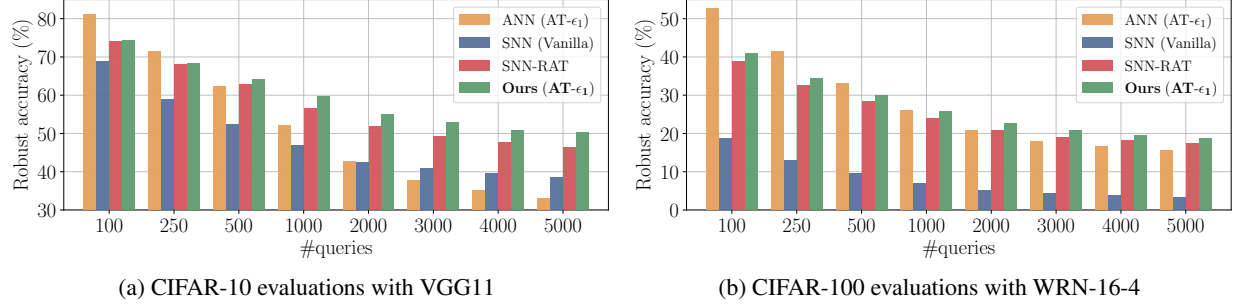 80
70
60
50
40
30
Robust accuracy (%)
ANN (AT-ϵ₁)
SNN (Vanilla)
SNN-RAT
Ours (AT-ϵ₁)
100 250 500 1000 2000 3000 4000 5000
#queries
(a) CIFAR-10 evaluations with VGG11
50
40
30
20
10
0
Robust accuracy (%)
ANN (AT-ϵ₁)
SNN (Vanilla)
SNN-RAT
Ours (AT-ϵ₁)
100 250 500 1000 2000 3000 4000 5000
#queries
(b) CIFAR-100 evaluations with WRN-16-4